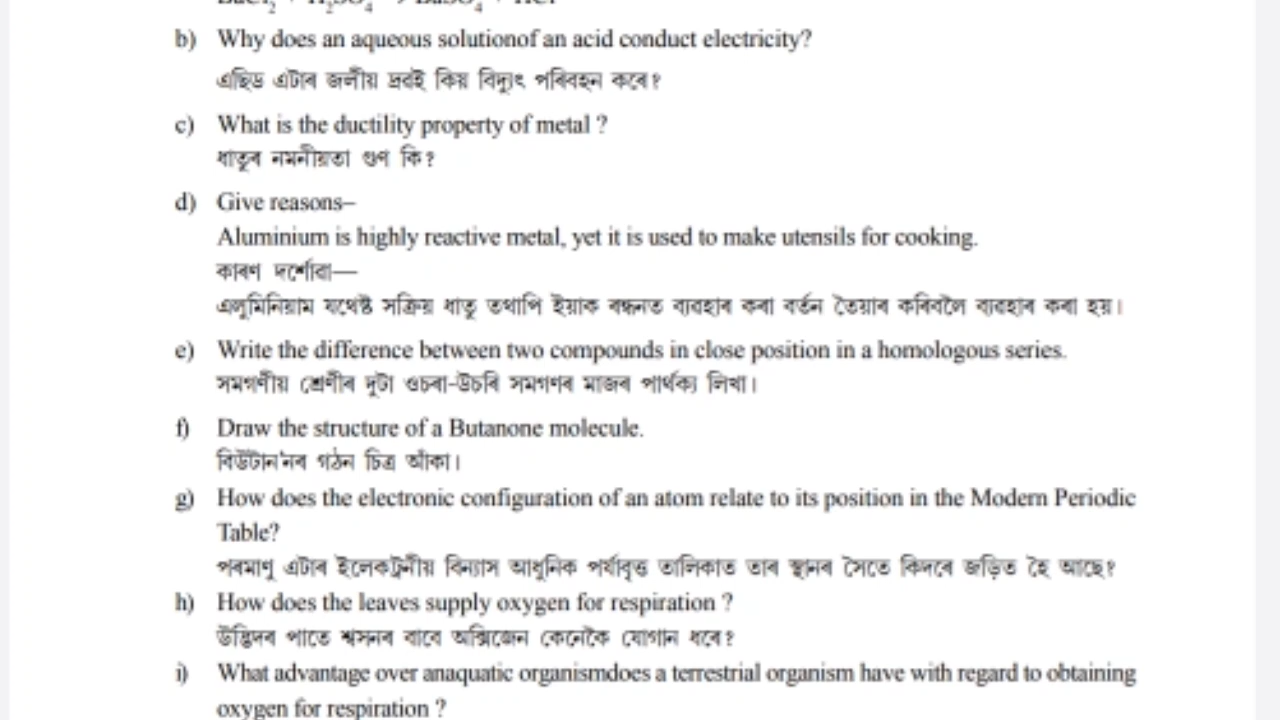 b) Why does an aqueous solutionof an acid conduct electricity?
এছিড এটাৰ জলীয় দ্ৰৱই কিয় বিদ্যুৎ পৰিবহন কৰে?
c) What is the ductility property of metal ?
ধাতুৰ নমনীয়তা গুণ কি?
d) Give reasons–
Aluminium is highly reactive metal, yet it is used to make utensils for cooking.
কাৰণ দৰ্শোৱা—
এলুমিনিয়াম যথেষ্ট সক্ৰিয় ধাতু তথাপি ইয়াক ৰন্ধনত ব্যৱহাৰ কৰা বৰ্তন তৈয়াৰ কৰিবলৈ ব্যৱহাৰ কৰা হয়।
e) Write the difference between two compounds in close position in a homologous series.
সমগণীয় শ্ৰেণীৰ দুটা ওচৰা-উচৰি সমগণৰ মাজৰ পাৰ্থক্য লিখা।
f) Draw the structure of a Butanone molecule.
বিউটান'নৰ গঠন চিত্ৰ আঁকা।
g) How does the electronic configuration of an atom relate to its position in the Modern Periodic
Table?
পৰমাণু এটাৰ ইলেকট্ৰনীয় বিন্যাস আধুনিক পৰ্যাবৃত্ত তালিকাত তাৰ স্থানৰ সৈতে কিদৰে জড়িত হৈ আছে?
h) How does the leaves supply oxygen for respiration ?
উদ্ভিদৰ পাতে শ্বসনৰ বাবে অক্সিজেন কেনেকৈ যোগান ধৰে?
i) What advantage over anaquatic organismdoes a terrestrial organism have with regard to obtaining
oxygen for respiration ?